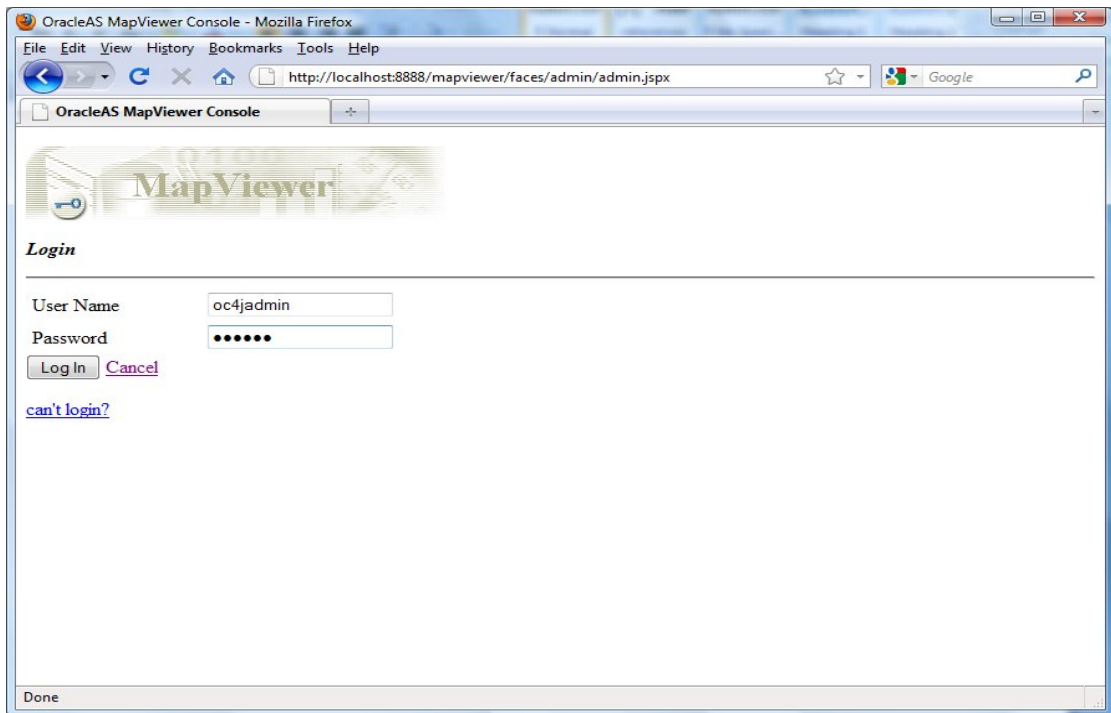 OracleAS MapViewer Console - Mozilla Firefox
File Edit View History Bookmarks Tools Help
http://localhost:8888/mapviewer/faces/admin/admin.jspx
Google
OracleAS MapViewer Console
MapViewer
Login
User Name oc4jadmin
Password ••••••
Log In Cancel
can't login?
Done